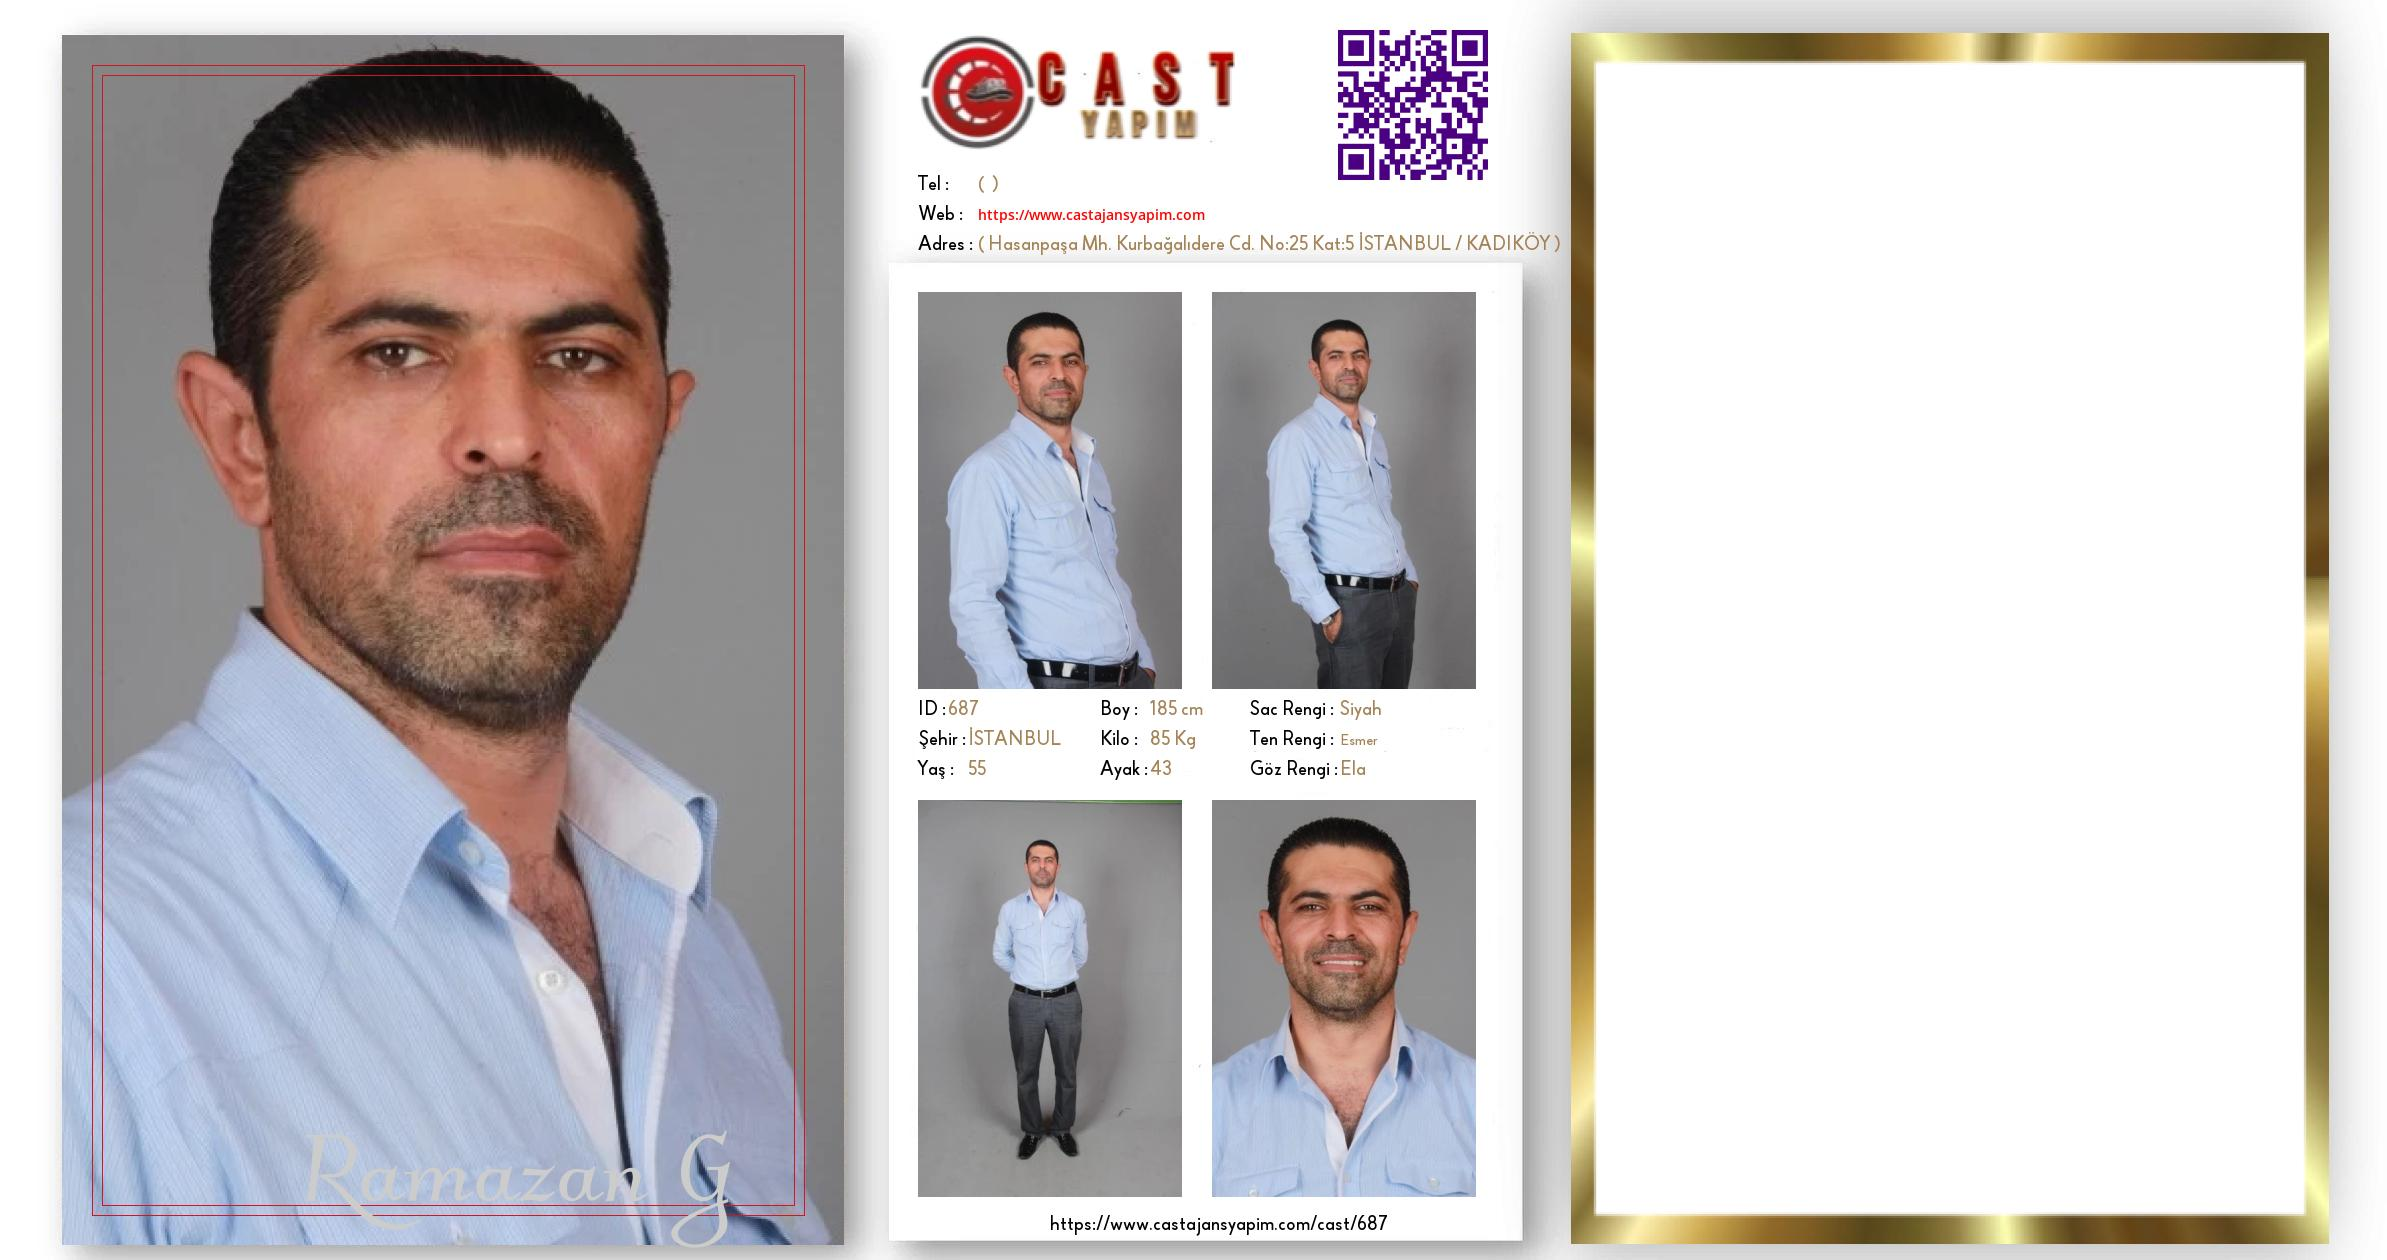 Ramazan G
CAST
YAPIM
Tel : ( )
Web : https://www.castajansyapim.com
Adres : ( Hasanpaşa Mh. Kurbağalıdere Cd. No:25 Kat:5 İSTANBUL / KADIKÖY )
ID : 687 Boy : 185 cm Sac Rengi : Siyah
Şehir : İSTANBUL Kilo : 85 Kg Ten Rengi : Esmer
Yaş : 55 Ayak : 43 Göz Rengi : Ela
https://www.castajansyapim.com/cast/687